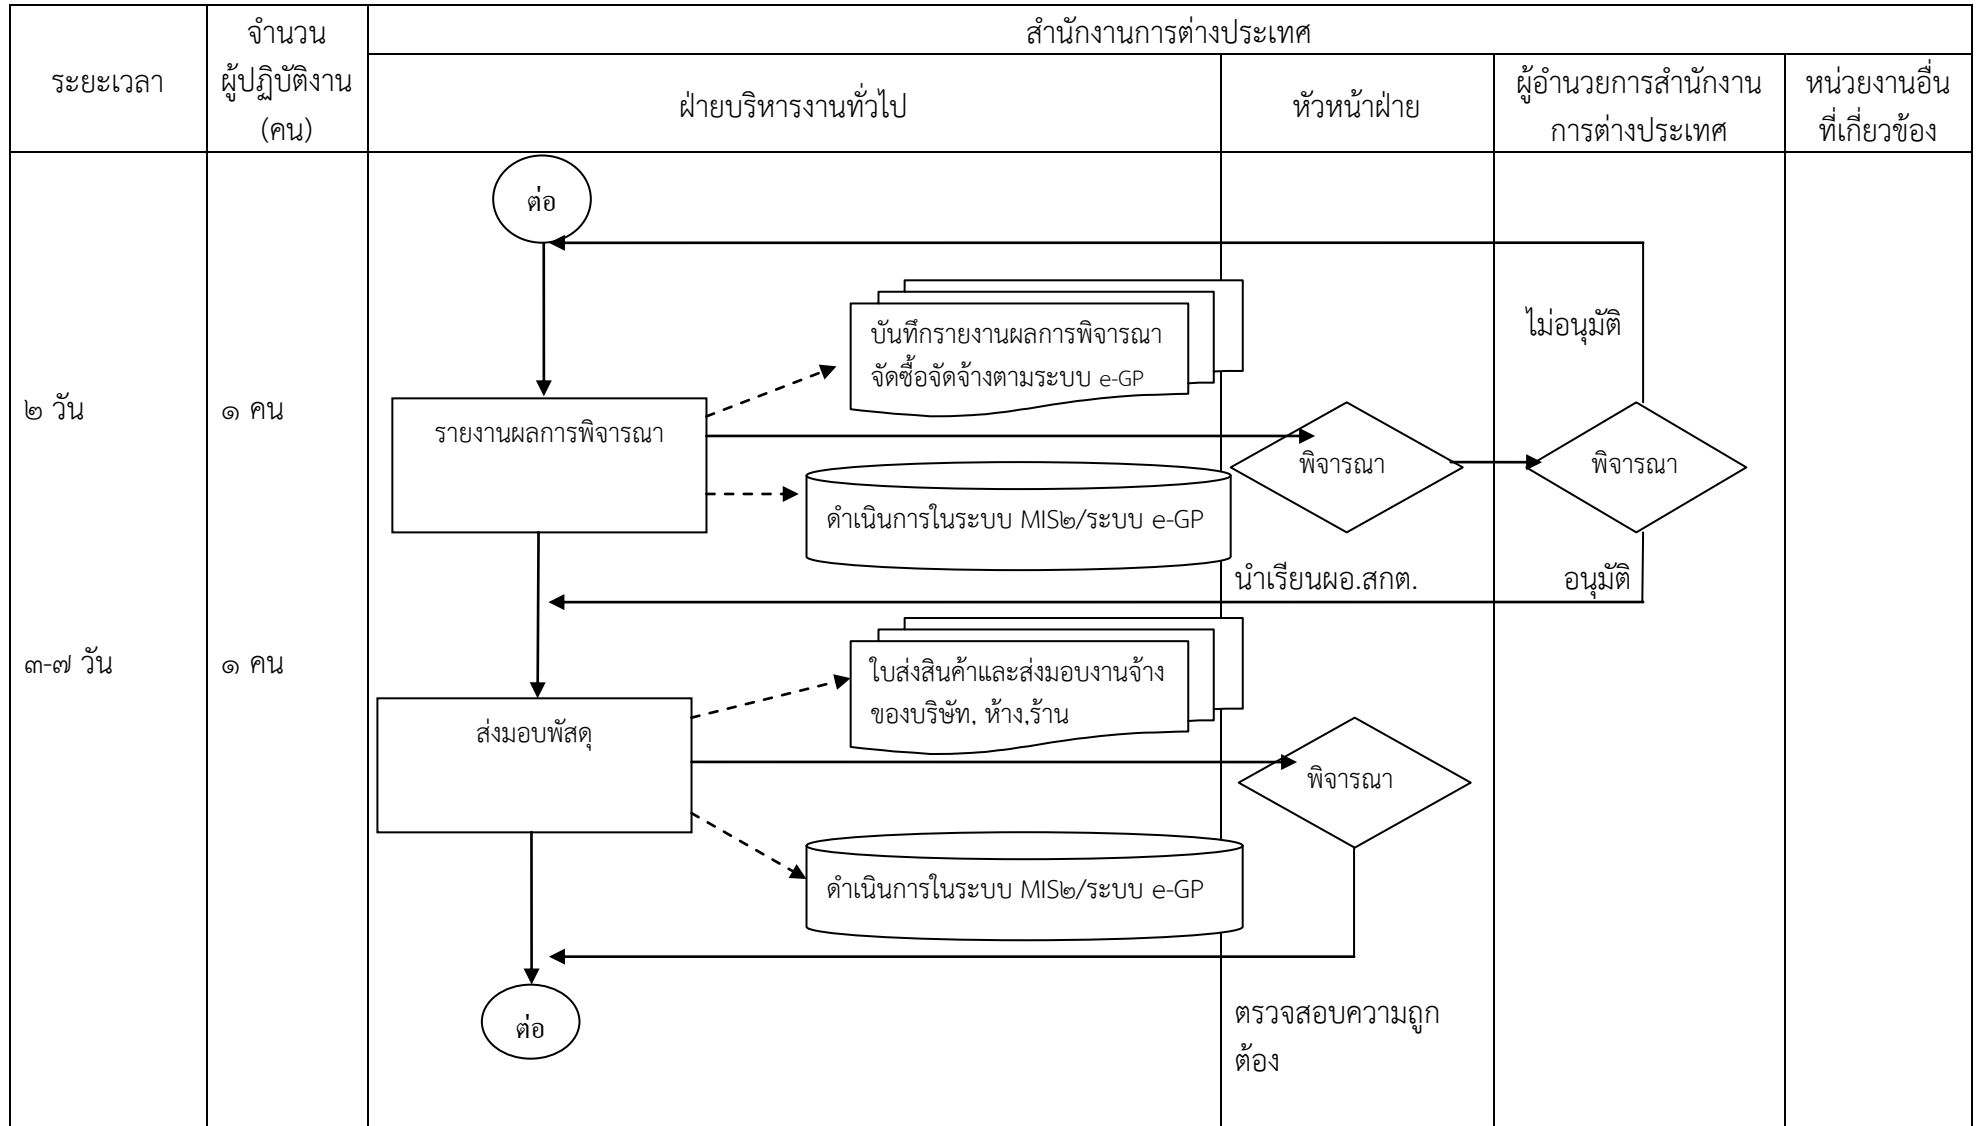 ระยะเวลา
จำนวน
ผู้ปฏิบัติงาน
(คน)
สำนักงานการต่างประเทศ
ฝ่ายบริหารงานทั่วไป
หัวหน้าฝ่าย
ผู้อำนวยการสำนักงาน
การต่างประเทศ
หน่วยงานอื่น
ที่เกี่ยวข้อง
ต่อ
ไม่อนุมัติ
บันทึกรายงานผลการพิจารณา
จัดซื้อจัดจ้างตามระบบ e-GP
๒ วัน
๑ คน
รายงานผลการพิจารณา
พิจารณา
พิจารณา
ดำเนินการในระบบ MIS๒/ระบบ e-GP
นำเรียนผอ.สกต.
อนุมัติ
๓-๗ วัน
๑ คน
ใบส่งสินค้าและส่งมอบงานจ้าง
ของบริษัท, ห้าง,ร้าน
ส่งมอบพัสดุ
พิจารณา
ดำเนินการในระบบ MIS๒/ระบบ e-GP
ต่อ
ตรวจสอบความถูก
ต้อง